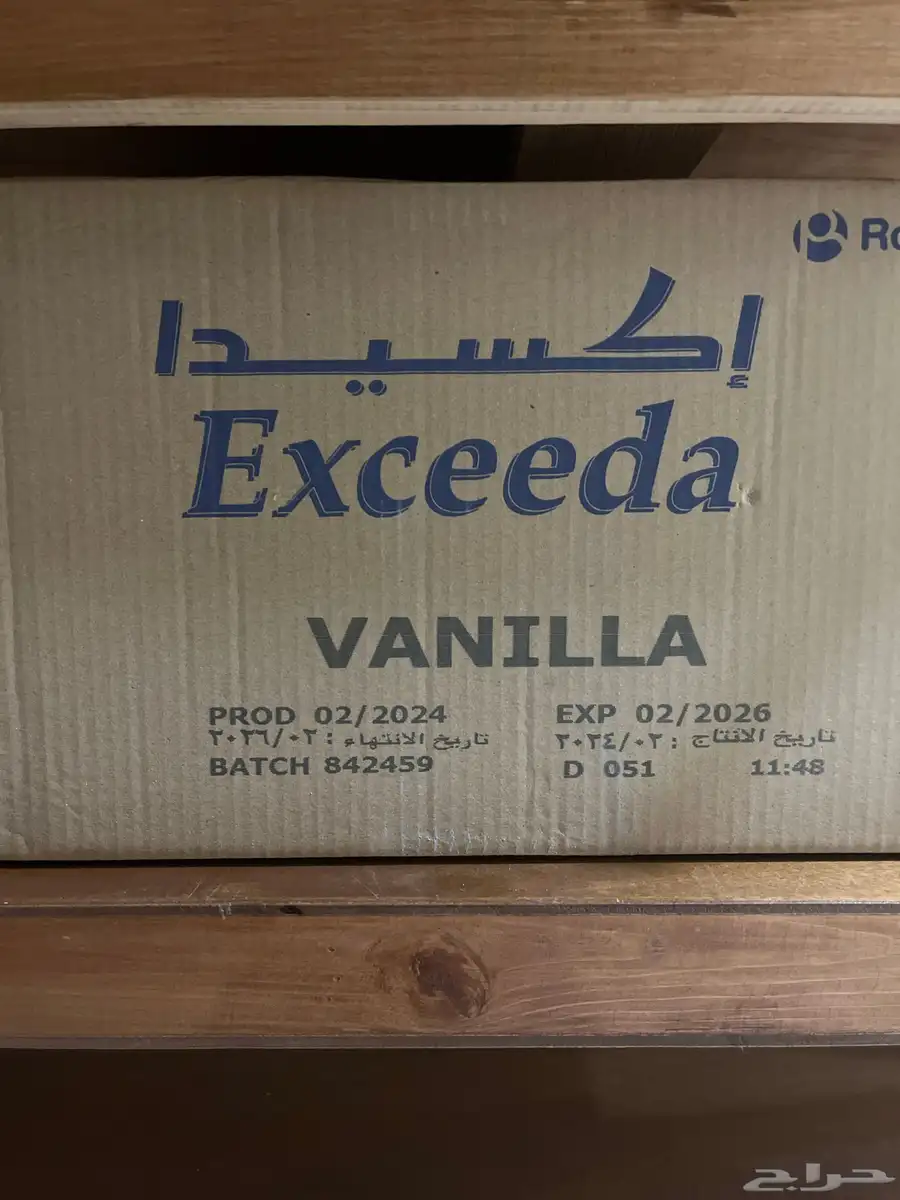 Ro
إكسيدا
Exceeda
VANILLA
PROD 02/2024 EXP 02/2026
تاريخ الانتهاء : ٢٠٢٦/٠٢ تاريخ الانتاج : ٢٠٢٤/٠٢
BATCH 842459 D 051 11:48
حراج